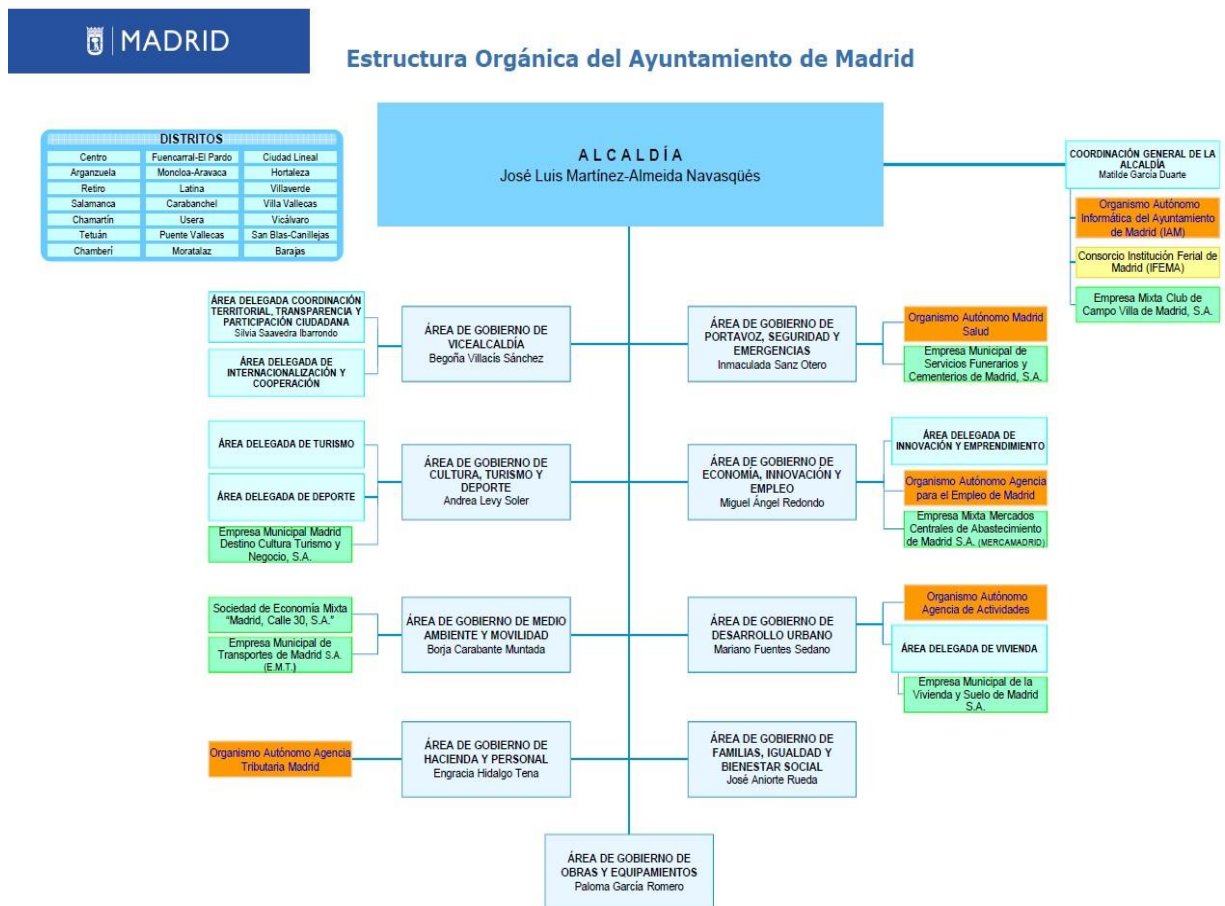 MADRID
Estructura Orgánica del Ayuntamiento de Madrid
DISTRITOS
Centro Fuencarral-El Pardo Ciudad Lineal
Arganzuela Moncloa-Aravaca Hortaleza
Retiro Latina Villaverde
Salamanca Carabanchel Villa Vallecas
Chamartín Usera Vicálvaro
Tetuán Puente Vallecas San Blas-Canillejas
Chamberí Moratalaz Barajas
ALCALDÍA
José Luis Martínez-Almeida Navasqüés
COORDINACIÓN GENERAL DE LA
ALCALDÍA
Matilde García Duarte
Organismo Autónomo
Informática del Ayuntamiento
de Madrid (IAM)
Consorcio Institución Ferial de
Madrid (IFEMA)
Empresa Mixta Club de
Campo Villa de Madrid, S.A.
ÁREA DELEGADA COORDINACIÓN
TERRITORIAL, TRANSPARENCIA Y
PARTICIPACIÓN CIUDADANA
Silvia Saavedra Ibarrondo
ÁREA DELEGADA DE
INTERNACIONALIZACIÓN Y
COOPERACIÓN
ÁREA DE GOBIERNO DE
VICEALCALDÍA
Begoña Villacís Sánchez
ÁREA DE GOBIERNO DE
PORTAVOZ, SEGURIDAD Y
EMERGENCIAS
Inmaculada Sanz Otero
Organismo Autónomo Madrid
Salud
Empresa Municipal de
Servicios Funerarios y
Cementerios de Madrid, S.A.
ÁREA DELEGADA DE TURISMO
ÁREA DELEGADA DE DEPORTE
Empresa Municipal Madrid
Destino Cultura Turismo y
Negocio, S.A.
ÁREA DE GOBIERNO DE
CULTURA, TURISMO Y
DEPORTE
Andrea Levy Soler
ÁREA DE GOBIERNO DE
ECONOMÍA, INNOVACIÓN Y
EMPLEO
Miguel Ángel Redondo
ÁREA DELEGADA DE
INNOVACIÓN Y EMPRENDIMIENTO
Organismo Autónomo Agencia
para el Empleo de Madrid
Empresa Mixta Mercados
Centrales de Abastecimiento
de Madrid S.A. (MERCAMADRID)
Sociedad de Economía Mixta
"Madrid, Calle 30, S.A."
Empresa Municipal de
Transportes de Madrid S.A.
(E.M.T.)
ÁREA DE GOBIERNO DE MEDIO
AMBIENTE Y MOVILIDAD
Borja Carabante Muntada
ÁREA DE GOBIERNO DE
DESARROLLO URBANO
Mariano Fuentes Sedano
Organismo Autónomo
Agencia de Actividades
ÁREA DELEGADA DE VIVIENDA
Empresa Municipal de la
Vivienda y Suelo de Madrid
S.A.
Organismo Autónomo Agencia
Tributaria Madrid
ÁREA DE GOBIERNO DE
HACIENDA Y PERSONAL
Engracia Hidalgo Tena
ÁREA DE GOBIERNO DE
FAMILIAS, IGUALDAD Y
BIENESTAR SOCIAL
José Aniorte Rueda
ÁREA DE GOBIERNO DE
OBRAS Y EQUIPAMIENTOS
Paloma García Romero